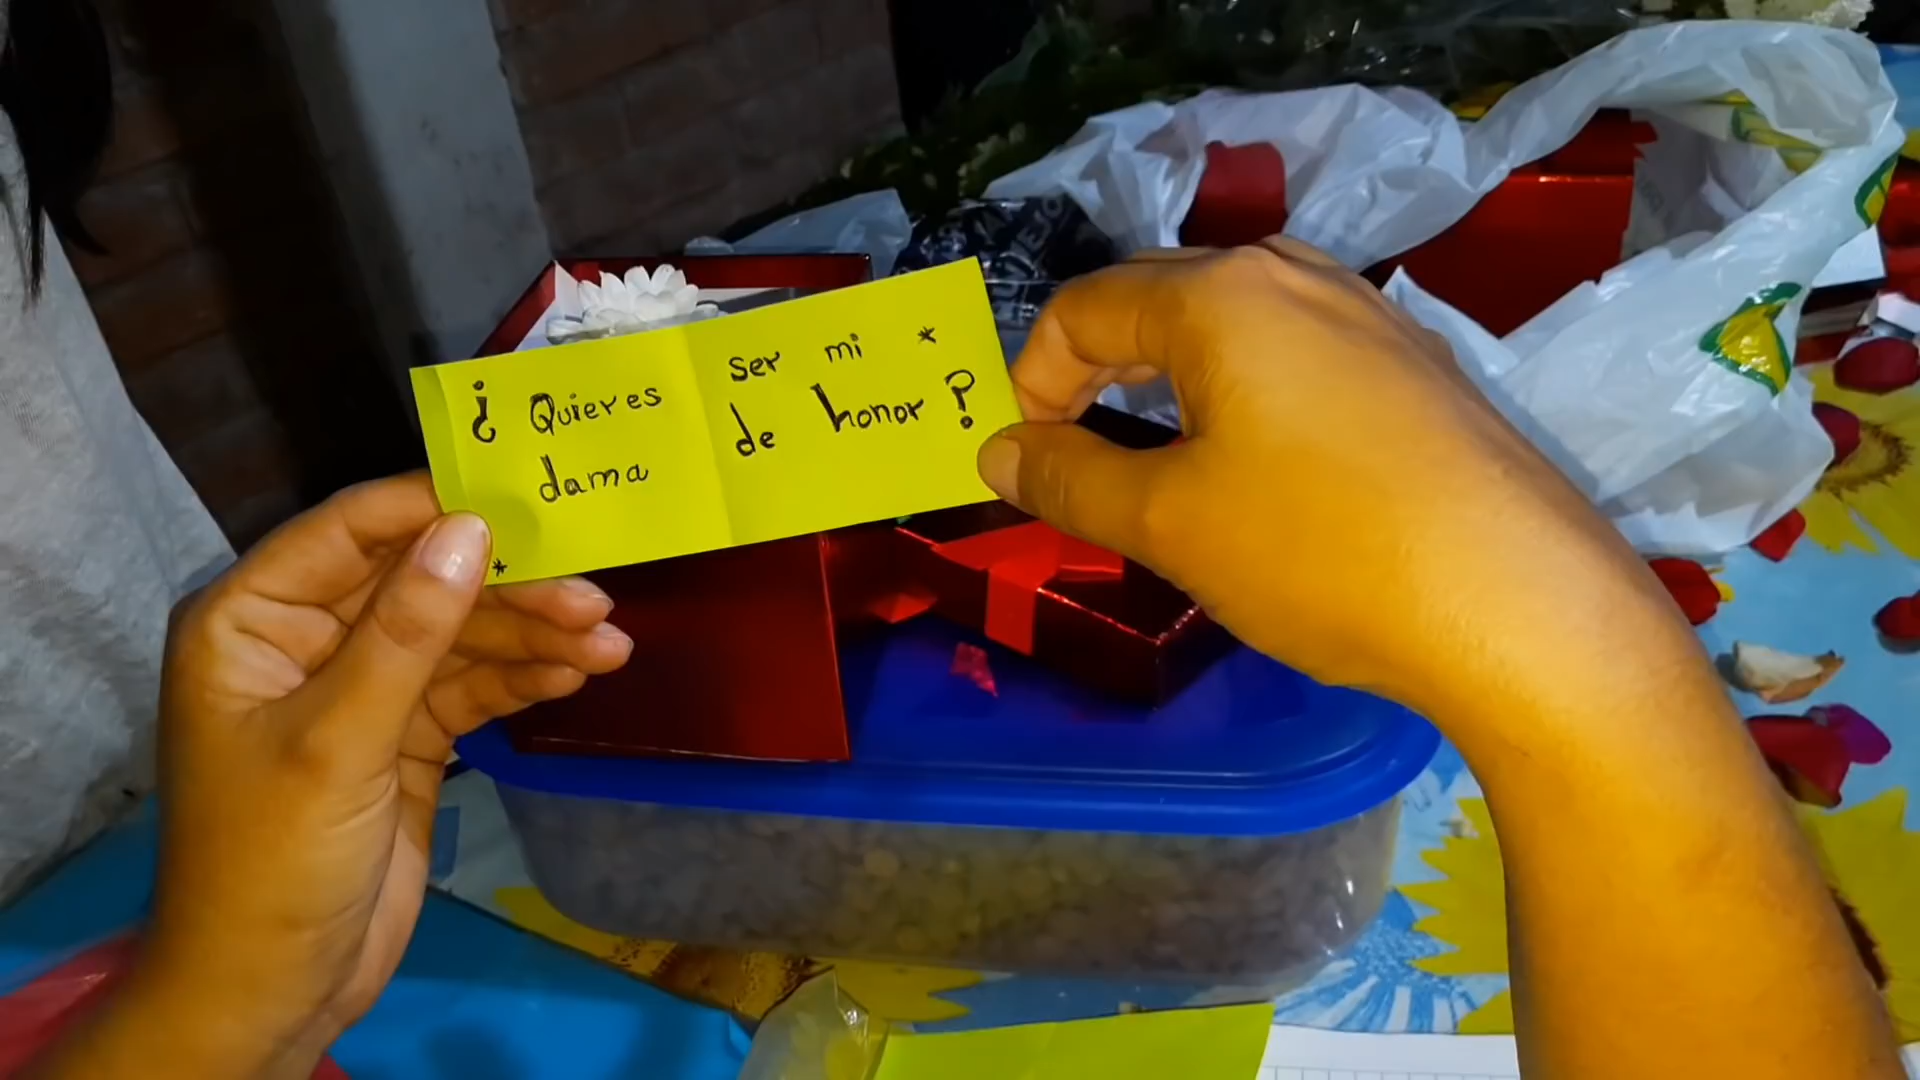 ¿ Quieres ser mi *
dama de honor ?
*